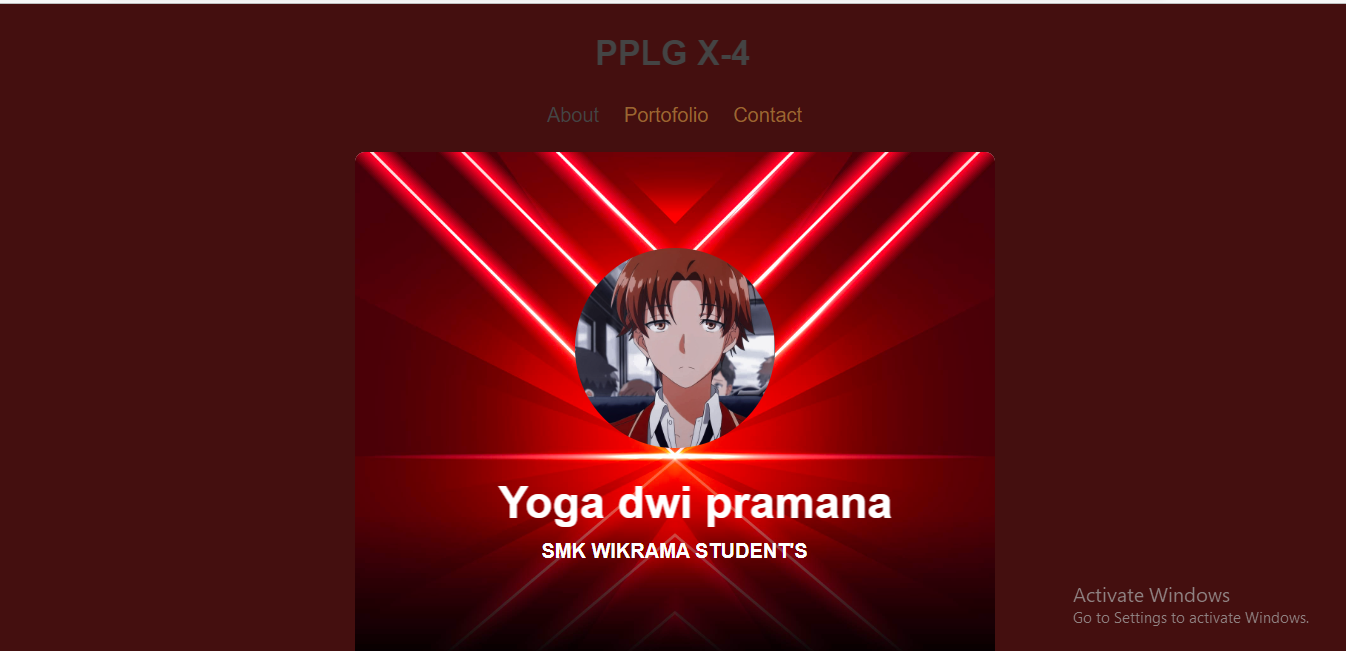 PPLG X-4
About Portofolio Contact
Yoga dwi pramana
SMK WIKRAMA STUDENT'S
Activate Windows
Go to Settings to activate Windows.